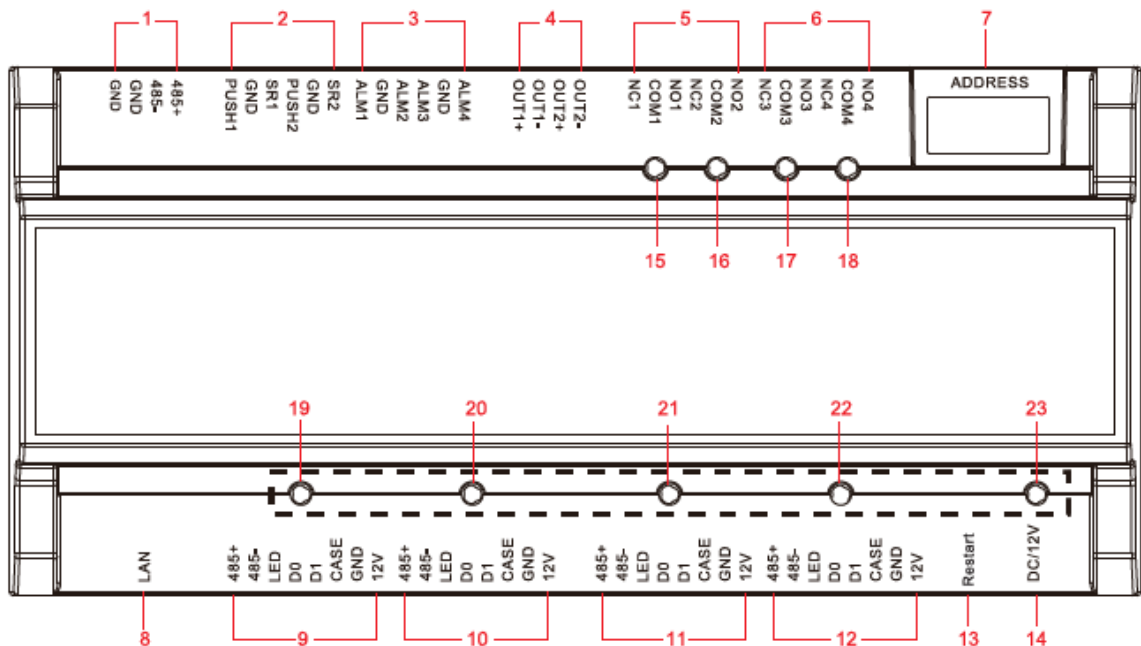 1 2 3 4 5 6 7
GND
GND
485-
485+
PUSH1
GND
SR1
PUSH2
GND
SR2
ALM1
GND
ALM2
ALM3
GND
ALM4
OUT1+
OUT1-
OUT2+
OUT2-
NC1
COM1
NO1
NC2
COM2
NO2
NC3
COM3
NO3
NC4
COM4
NO4
ADDRESS
15 16 17 18
19 20 21 22 23
LAN
485+
485-
LED
D0
D1
CASE
GND
12V
485+
485-
LED
D0
D1
CASE
GND
12V
485+
485-
LED
D0
D1
CASE
GND
12V
485+
485-
LED
D0
D1
CASE
GND
12V
Restart
DC/12V
8 9 10 11 12 13 14